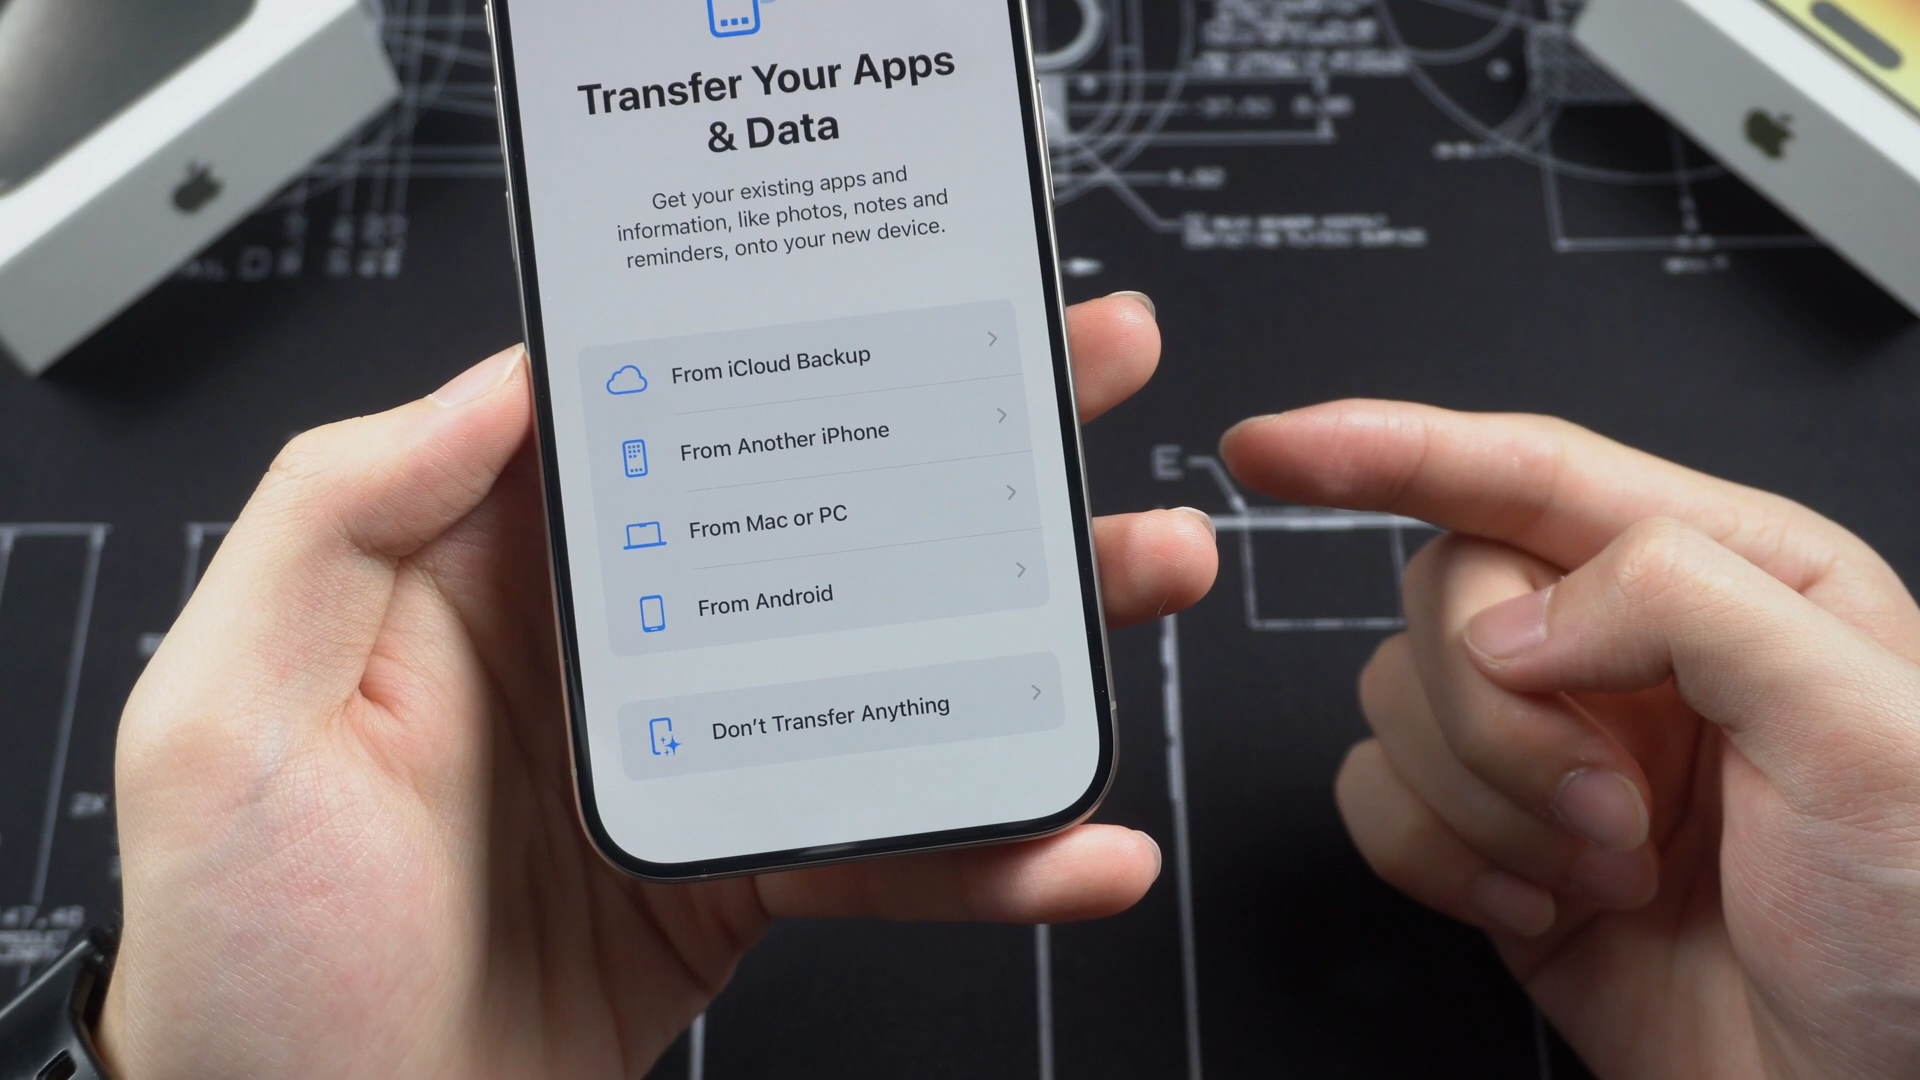 Transfer Your Apps
& Data
Get your existing apps and
information, like photos, notes and
reminders, onto your new device.
From iCloud Backup
From Another iPhone
From Mac or PC
From Android
Don't Transfer Anything
E